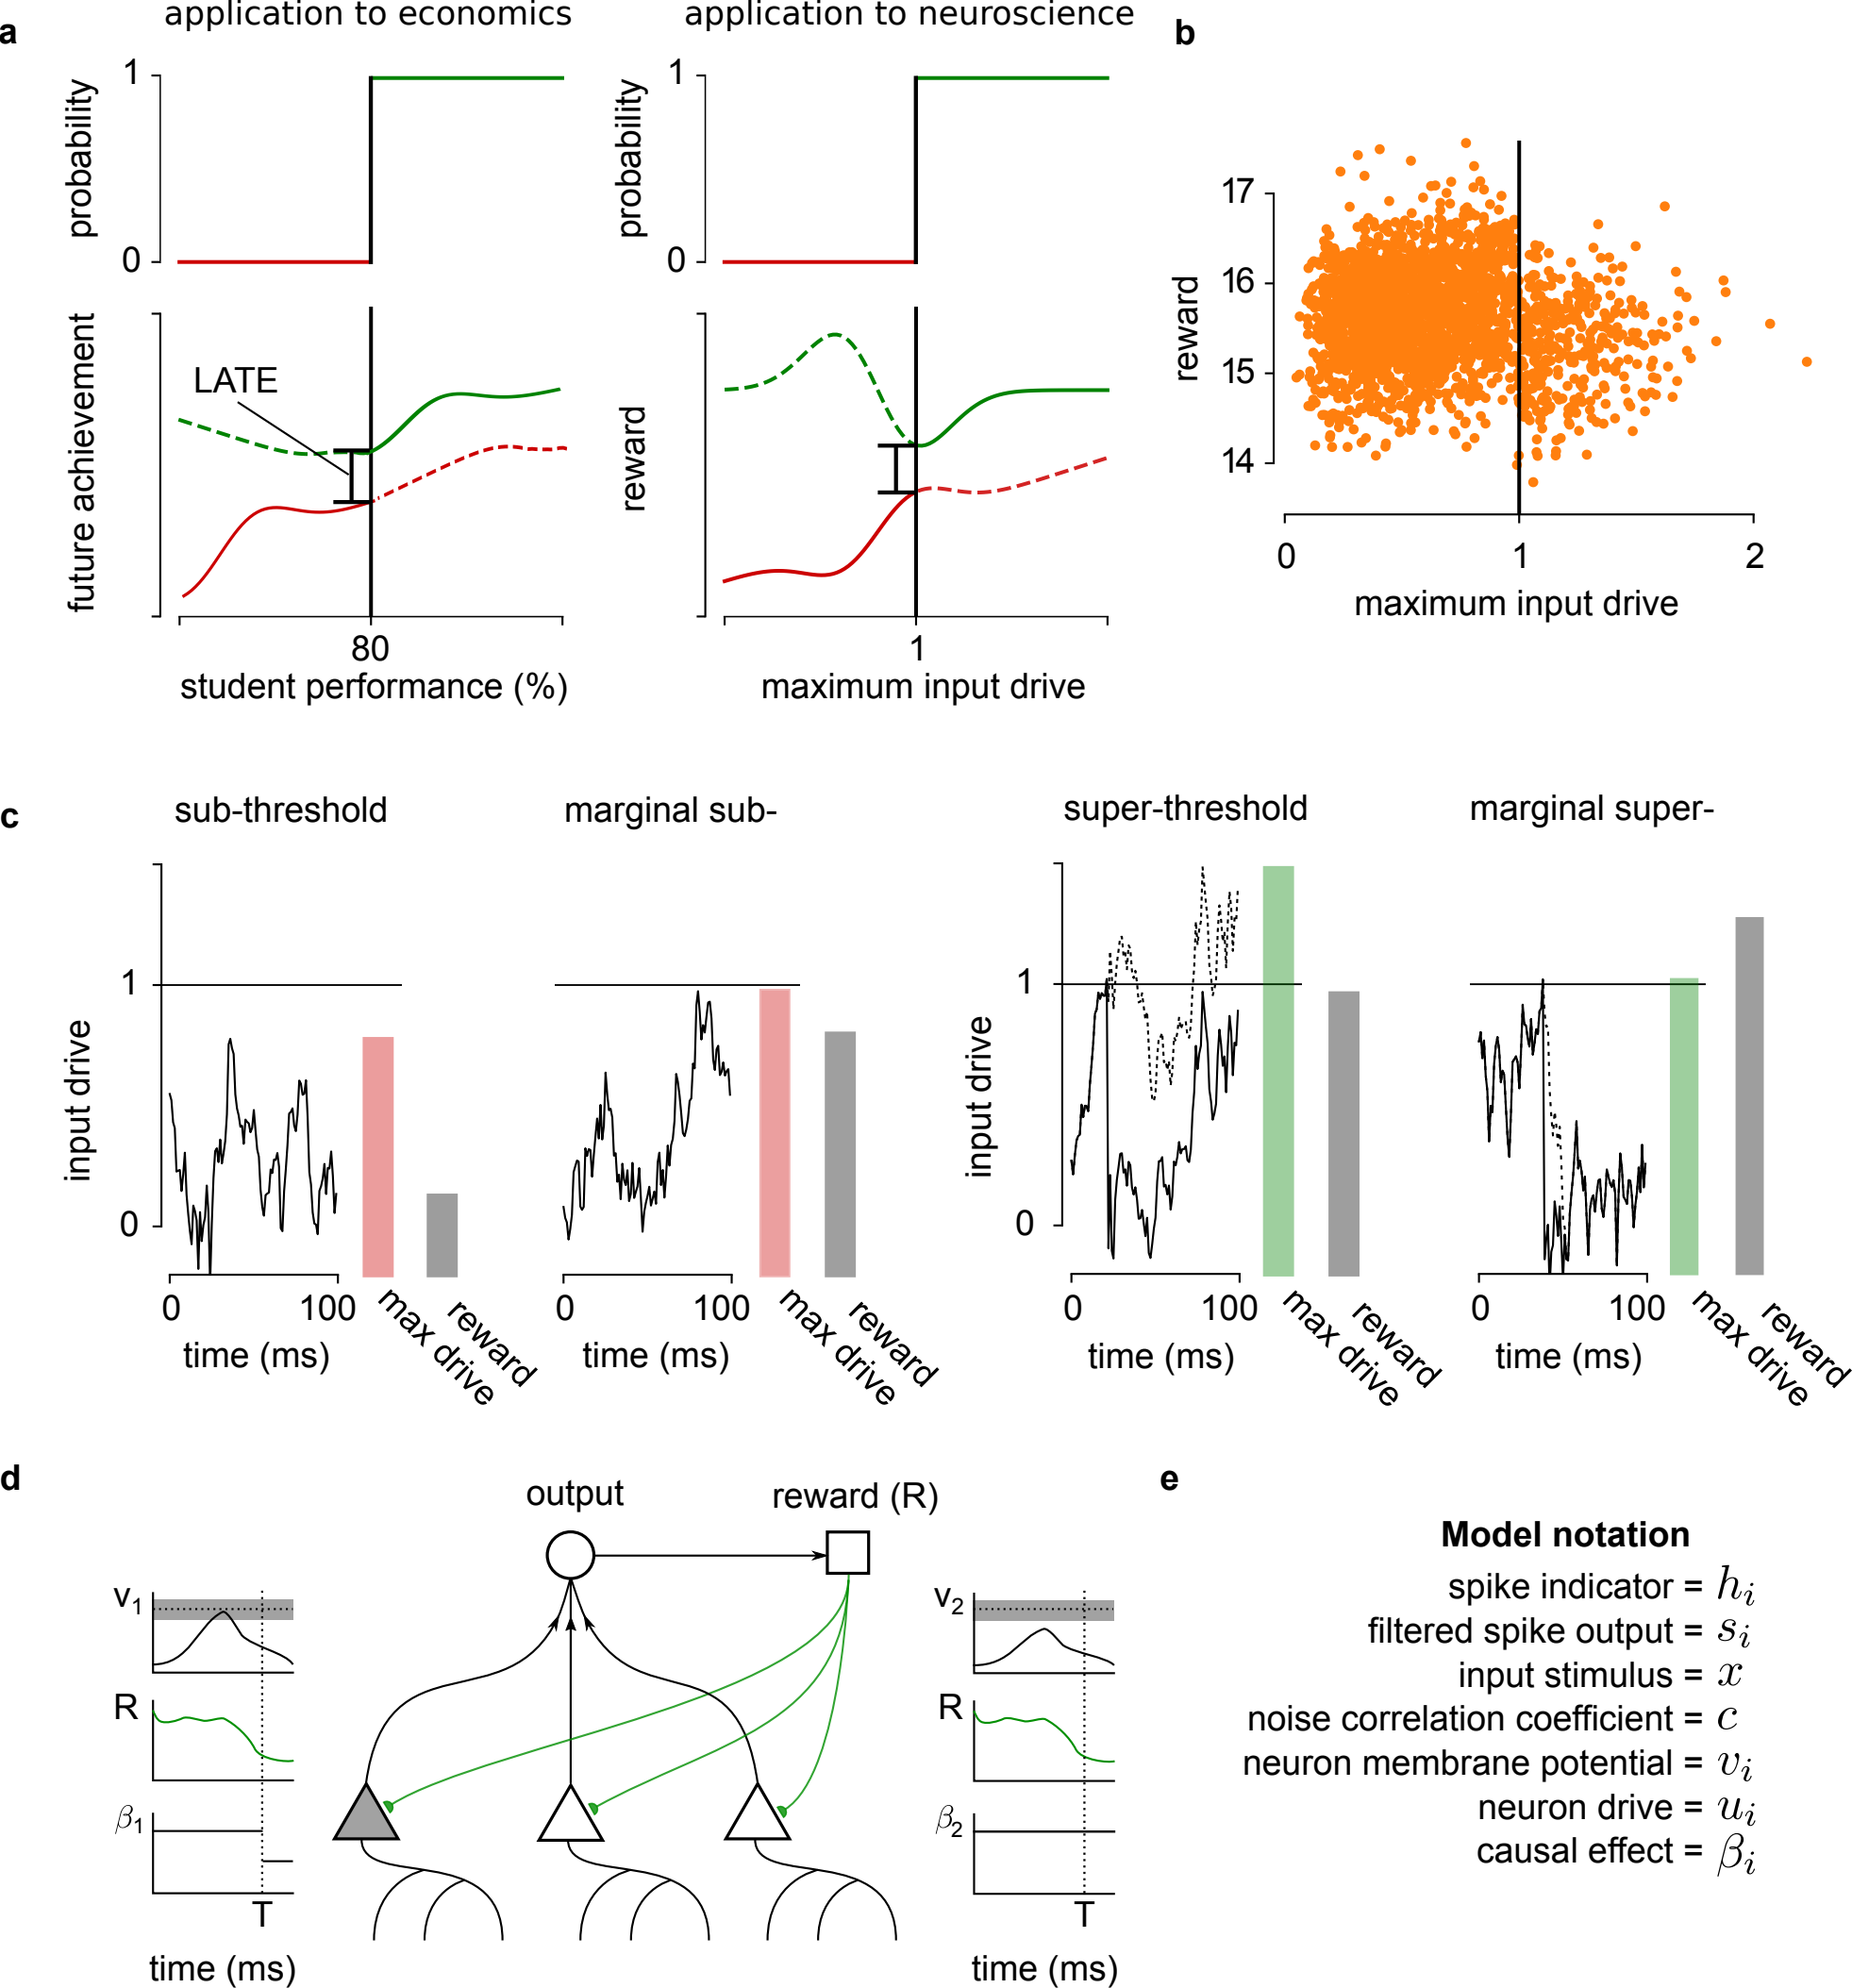 a
application to economics
application to neuroscience
b
probability
1
0
probability
1
0
future achievement
LATE
80
student performance (%)
reward
1
maximum input drive
reward
17
16
15
14
0
1
2
maximum input drive
c
sub-threshold
marginal sub-
super-threshold
marginal super-
input drive
1
0
0
100
time (ms)
max drive
reward
0
100
time (ms)
max drive
reward
input drive
1
0
0
100
time (ms)
max drive
reward
0
100
time (ms)
max drive
reward
d
output
reward (R)
v1
R
β1
T
time (ms)
v2
R
β2
T
time (ms)
e
Model notation
spike indicator = hi
filtered spike output = si
input stimulus = x
noise correlation coefficient = c
neuron membrane potential = vi
neuron drive = ui
causal effect = βi